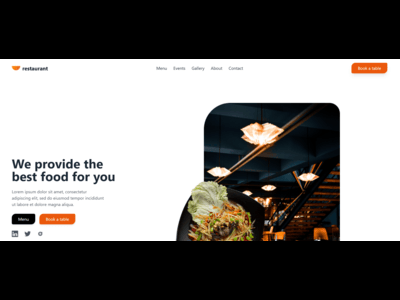 restaurant
Menu Events Gallery About Contact
Book a table
We provide the
best food for you
Lorem ipsum dolor sit amet, consectetur
adipiscing elit, sed do eiusmod tempor incididunt
ut labore et dolore magna aliqua.
Menu
Book a table